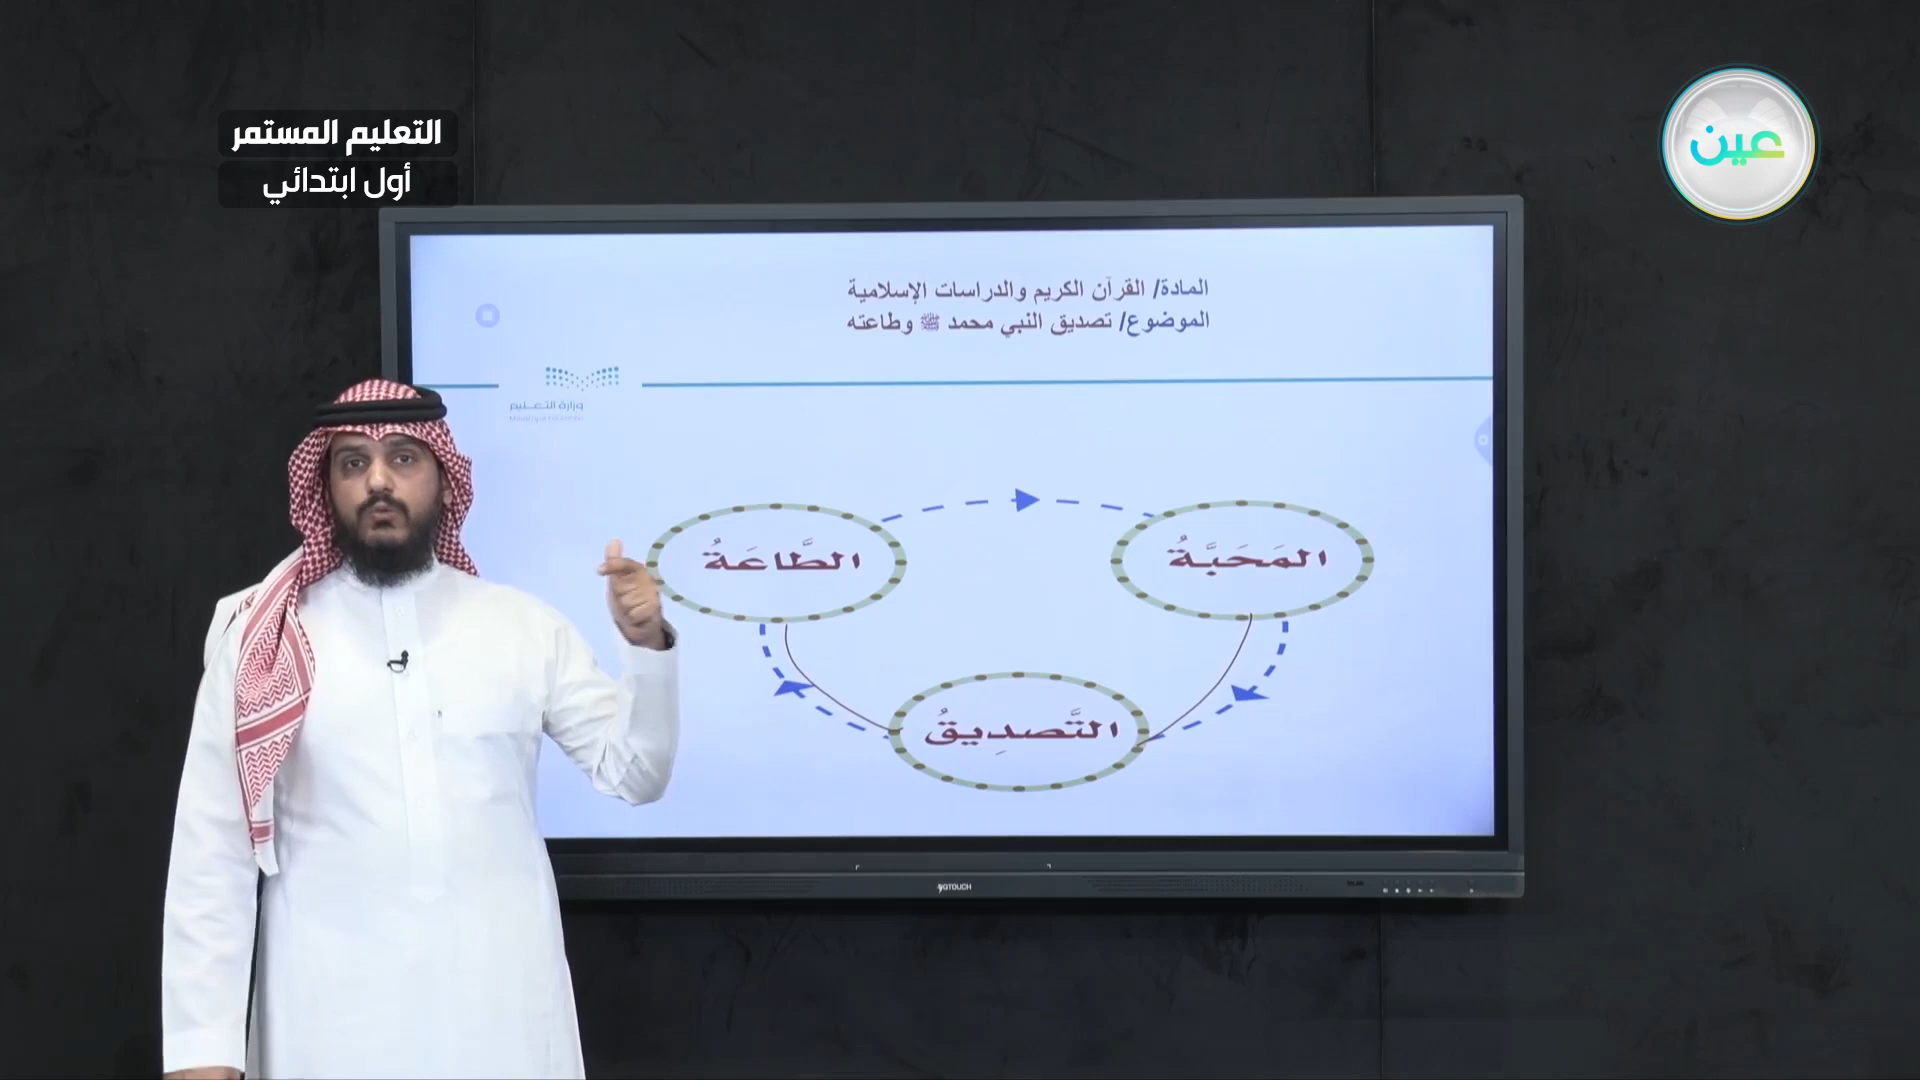 التعليم المستمر
أول ابتدائي
عين
المادة/ القرآن الكريم والدراسات الإسلامية
الموضوع/ تصديق النبي محمد ﷺ وطاعته
وزارة التعليم
المَحَبَّةُ
الطَّاعَةُ
التَّصدِيقُ
QTOUCH